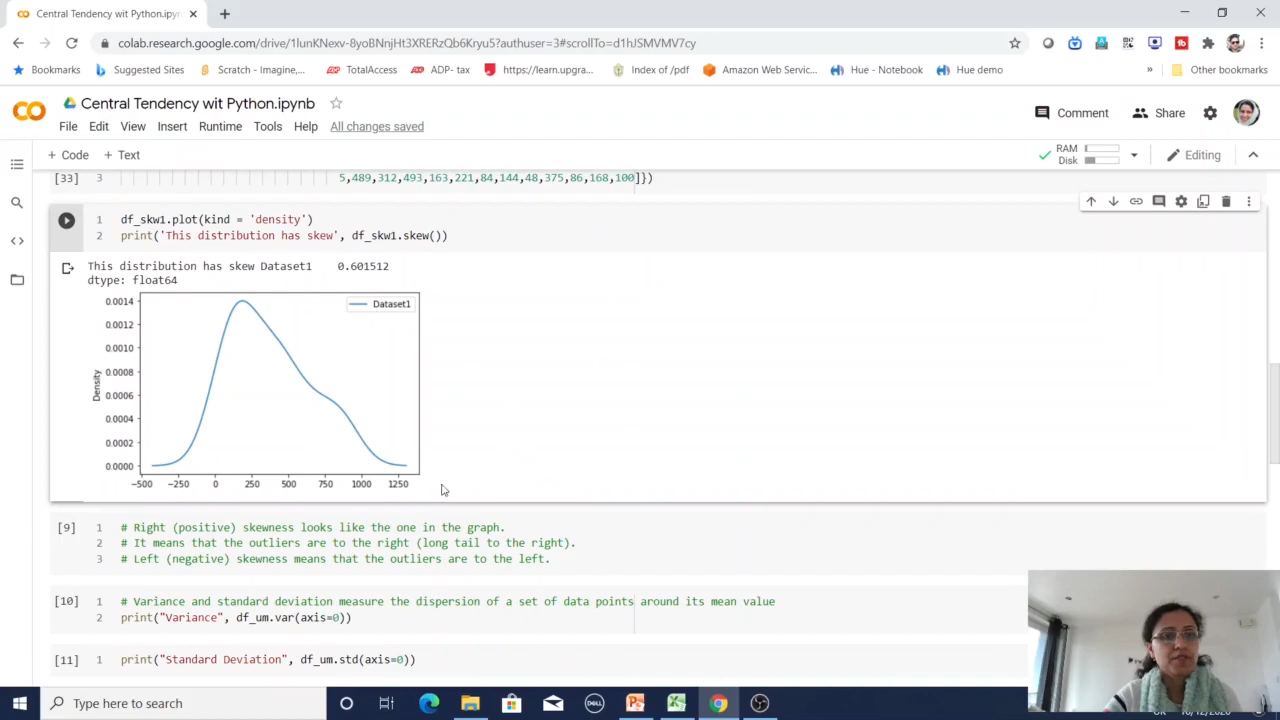 Central Tendency wit Python.ipyn
colab.research.google.com/drive/1lunKNexv-8yoBNnjHt3XRERzQh6Kryu5?authuser=3#scrollTo=d1hJSMVMV7cy
Bookmarks Suggested Sites Scratch - Imagine,... TotalAccess ADP- tax https://learn.upgra... Index of /pdf Amazon Web Servic... Hue - Notebook Hue demo » Other bookmarks
Central Tendency wit Python.ipynb
Comment Share
File Edit View Insert Runtime Tools Help All changes saved
+ Code + Text RAM Disk Editing
[33] 3 5,489,312,493,163,221,84,144,48,375,86,168,100]})
1 df_skw1.plot(kind = 'density')
2 print('This distribution has skew', df_skw1.skew())
This distribution has skew Dataset1 0.601512
dtype: float64
Dataset1
0.0014
0.0012
0.0010
0.0008
0.0006
0.0004
0.0002
0.0000
Density
−500 −250 0 250 500 750 1000 1250
[9] 1 # Right (positive) skewness looks like the one in the graph.
2 # It means that the outliers are to the right (long tail to the right).
3 # Left (negative) skewness means that the outliers are to the left.
[10] 1 # Variance and standard deviation measure the dispersion of a set of data points around its mean value
2 print("Variance", df_um.var(axis=0))
[11] 1 print("Standard Deviation", df_um.std(axis=0))
Type here to search